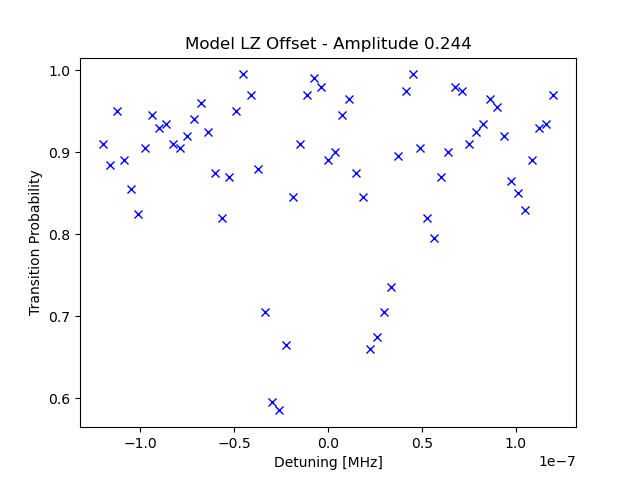 Model LZ Offset - Amplitude 0.244
Transition Probability
1.0
0.9
0.8
0.7
0.6
−1.0 −0.5 0.0 0.5 1.0
1e−7
Detuning [MHz]